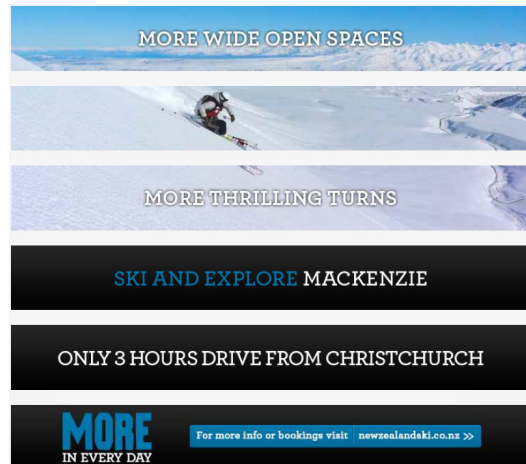 MORE WIDE OPEN SPACES
MORE THRILLING TURNS
SKI AND EXPLORE MACKENZIE
ONLY 3 HOURS DRIVE FROM CHRISTCHURCH
MORE
IN EVERY DAY
For more info or bookings visit newzealandski.co.nz >>